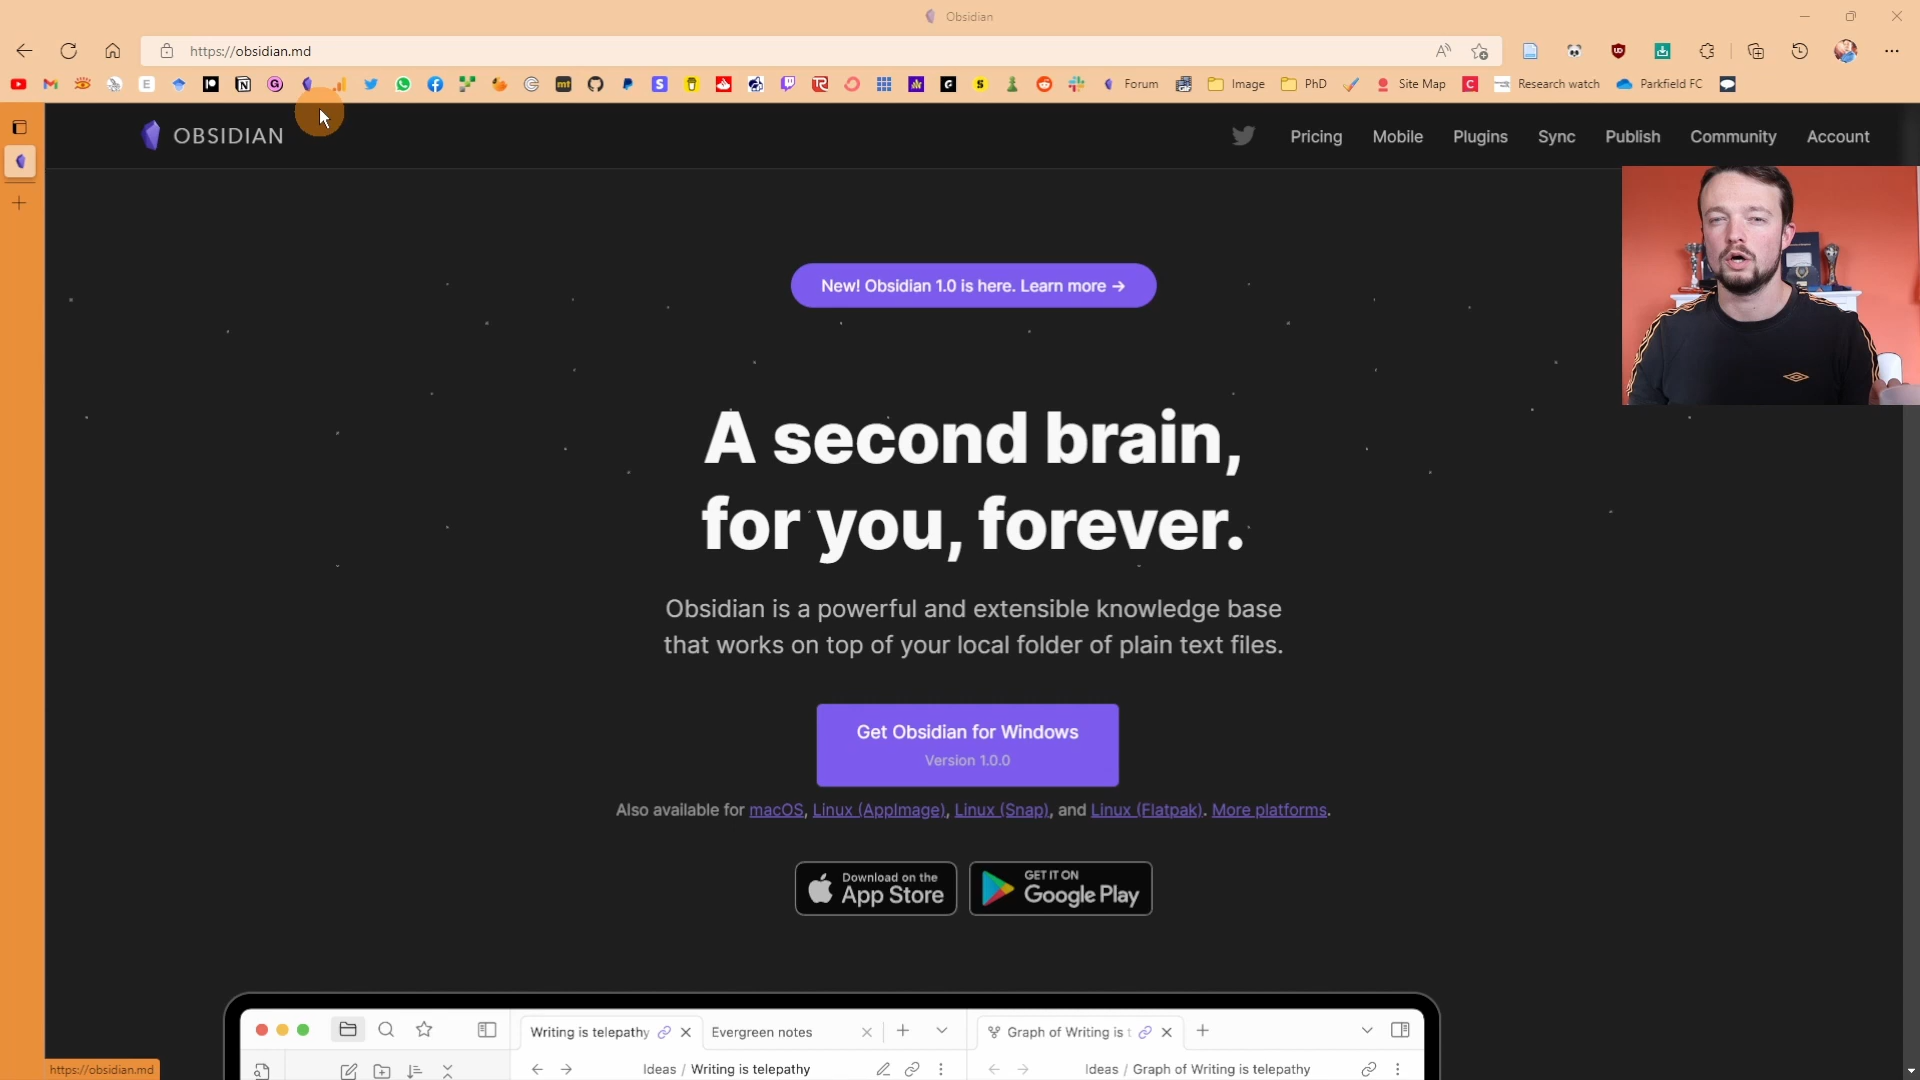 Obsidian
https://obsidian.md
Forum
Image
PhD
Site Map
Research watch
Parkfield FC
OBSIDIAN
Pricing
Mobile
Plugins
Sync
Publish
Community
Account
New! Obsidian 1.0 is here. Learn more →
A second brain,
for you, forever.
Obsidian is a powerful and extensible knowledge base
that works on top of your local folder of plain text files.
Get Obsidian for Windows
Version 1.0.0
Also available for macOS, Linux (AppImage), Linux (Snap), and Linux (Flatpak). More platforms.
Download on the
App Store
GET IT ON
Google Play
Writing is telepathy
Evergreen notes
Graph of Writing is t
Ideas / Writing is telepathy
Ideas / Graph of Writing is telepathy
https://obsidian.md